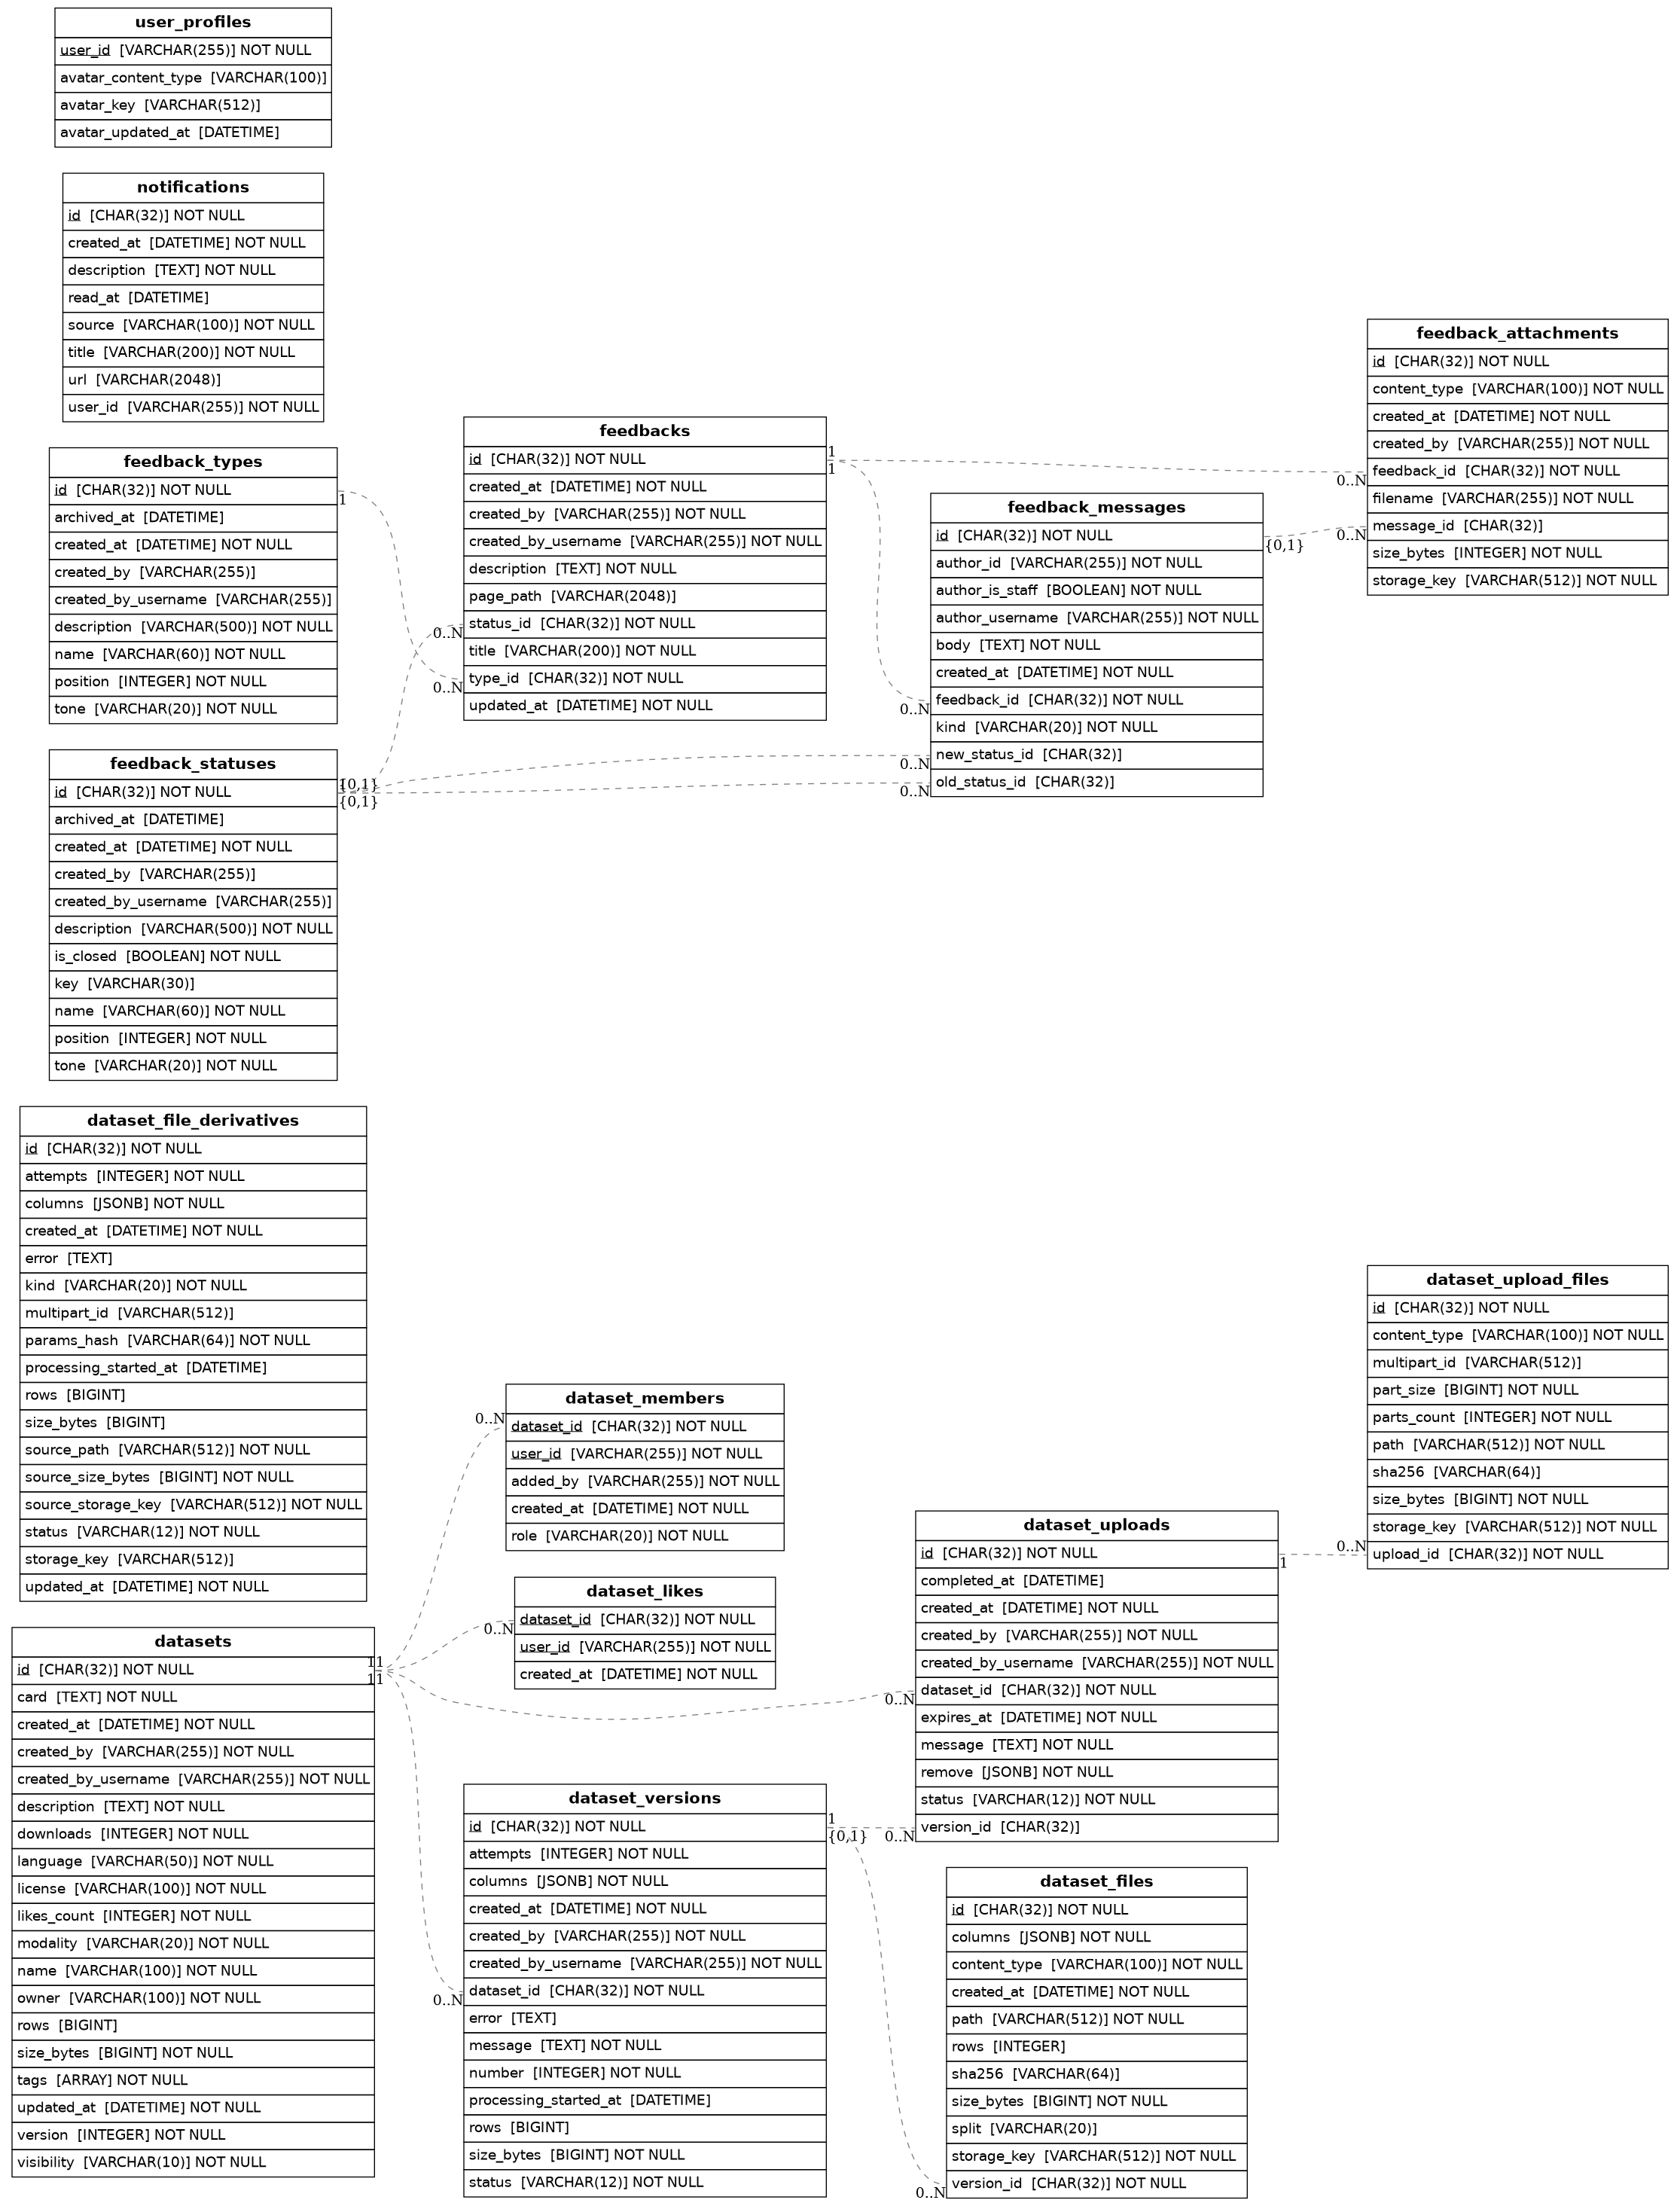 user_profiles
user_id [VARCHAR(255)] NOT NULL
avatar_content_type [VARCHAR(100)]
avatar_key [VARCHAR(512)]
avatar_updated_at [DATETIME]
notifications
id [CHAR(32)] NOT NULL
created_at [DATETIME] NOT NULL
description [TEXT] NOT NULL
read_at [DATETIME]
source [VARCHAR(100)] NOT NULL
title [VARCHAR(200)] NOT NULL
url [VARCHAR(2048)]
user_id [VARCHAR(255)] NOT NULL
feedback_types
id [CHAR(32)] NOT NULL
archived_at [DATETIME]
created_at [DATETIME] NOT NULL
created_by [VARCHAR(255)]
created_by_username [VARCHAR(255)]
description [VARCHAR(500)] NOT NULL
name [VARCHAR(60)] NOT NULL
position [INTEGER] NOT NULL
tone [VARCHAR(20)] NOT NULL
1
feedback_statuses
id [CHAR(32)] NOT NULL
archived_at [DATETIME]
created_at [DATETIME] NOT NULL
created_by [VARCHAR(255)]
created_by_username [VARCHAR(255)]
description [VARCHAR(500)] NOT NULL
is_closed [BOOLEAN] NOT NULL
key [VARCHAR(30)]
name [VARCHAR(60)] NOT NULL
position [INTEGER] NOT NULL
tone [VARCHAR(20)] NOT NULL
{0,1}
{0,1}
feedbacks
id [CHAR(32)] NOT NULL
created_at [DATETIME] NOT NULL
created_by [VARCHAR(255)] NOT NULL
created_by_username [VARCHAR(255)] NOT NULL
description [TEXT] NOT NULL
page_path [VARCHAR(2048)]
status_id [CHAR(32)] NOT NULL
title [VARCHAR(200)] NOT NULL
type_id [CHAR(32)] NOT NULL
updated_at [DATETIME] NOT NULL
0..N
0..N
1
1
feedback_messages
id [CHAR(32)] NOT NULL
author_id [VARCHAR(255)] NOT NULL
author_is_staff [BOOLEAN] NOT NULL
author_username [VARCHAR(255)] NOT NULL
body [TEXT] NOT NULL
created_at [DATETIME] NOT NULL
feedback_id [CHAR(32)] NOT NULL
kind [VARCHAR(20)] NOT NULL
new_status_id [CHAR(32)]
old_status_id [CHAR(32)]
0..N
0..N
0..N
{0,1}
feedback_attachments
id [CHAR(32)] NOT NULL
content_type [VARCHAR(100)] NOT NULL
created_at [DATETIME] NOT NULL
created_by [VARCHAR(255)] NOT NULL
feedback_id [CHAR(32)] NOT NULL
filename [VARCHAR(255)] NOT NULL
message_id [CHAR(32)]
size_bytes [INTEGER] NOT NULL
storage_key [VARCHAR(512)] NOT NULL
0..N
0..N
dataset_file_derivatives
id [CHAR(32)] NOT NULL
attempts [INTEGER] NOT NULL
columns [JSONB] NOT NULL
created_at [DATETIME] NOT NULL
error [TEXT]
kind [VARCHAR(20)] NOT NULL
multipart_id [VARCHAR(512)]
params_hash [VARCHAR(64)] NOT NULL
processing_started_at [DATETIME]
rows [BIGINT]
size_bytes [BIGINT]
source_path [VARCHAR(512)] NOT NULL
source_size_bytes [BIGINT] NOT NULL
source_storage_key [VARCHAR(512)] NOT NULL
status [VARCHAR(12)] NOT NULL
storage_key [VARCHAR(512)]
updated_at [DATETIME] NOT NULL
datasets
id [CHAR(32)] NOT NULL
card [TEXT] NOT NULL
created_at [DATETIME] NOT NULL
created_by [VARCHAR(255)] NOT NULL
created_by_username [VARCHAR(255)] NOT NULL
description [TEXT] NOT NULL
downloads [INTEGER] NOT NULL
language [VARCHAR(50)] NOT NULL
license [VARCHAR(100)] NOT NULL
likes_count [INTEGER] NOT NULL
modality [VARCHAR(20)] NOT NULL
name [VARCHAR(100)] NOT NULL
owner [VARCHAR(100)] NOT NULL
rows [BIGINT]
size_bytes [BIGINT] NOT NULL
tags [ARRAY] NOT NULL
updated_at [DATETIME] NOT NULL
version [INTEGER] NOT NULL
visibility [VARCHAR(10)] NOT NULL
11
11
dataset_members
dataset_id [CHAR(32)] NOT NULL
user_id [VARCHAR(255)] NOT NULL
added_by [VARCHAR(255)] NOT NULL
created_at [DATETIME] NOT NULL
role [VARCHAR(20)] NOT NULL
0..N
dataset_likes
dataset_id [CHAR(32)] NOT NULL
user_id [VARCHAR(255)] NOT NULL
created_at [DATETIME] NOT NULL
0..N
dataset_versions
id [CHAR(32)] NOT NULL
attempts [INTEGER] NOT NULL
columns [JSONB] NOT NULL
created_at [DATETIME] NOT NULL
created_by [VARCHAR(255)] NOT NULL
created_by_username [VARCHAR(255)] NOT NULL
dataset_id [CHAR(32)] NOT NULL
error [TEXT]
message [TEXT] NOT NULL
number [INTEGER] NOT NULL
processing_started_at [DATETIME]
rows [BIGINT]
size_bytes [BIGINT] NOT NULL
status [VARCHAR(12)] NOT NULL
0..N
1
{0,1}
dataset_uploads
id [CHAR(32)] NOT NULL
completed_at [DATETIME]
created_at [DATETIME] NOT NULL
created_by [VARCHAR(255)] NOT NULL
created_by_username [VARCHAR(255)] NOT NULL
dataset_id [CHAR(32)] NOT NULL
expires_at [DATETIME] NOT NULL
message [TEXT] NOT NULL
remove [JSONB] NOT NULL
status [VARCHAR(12)] NOT NULL
version_id [CHAR(32)]
0..N
0..N
1
dataset_files
id [CHAR(32)] NOT NULL
columns [JSONB] NOT NULL
content_type [VARCHAR(100)] NOT NULL
created_at [DATETIME] NOT NULL
path [VARCHAR(512)] NOT NULL
rows [INTEGER]
sha256 [VARCHAR(64)]
size_bytes [BIGINT] NOT NULL
split [VARCHAR(20)]
storage_key [VARCHAR(512)] NOT NULL
version_id [CHAR(32)] NOT NULL
0..N
dataset_upload_files
id [CHAR(32)] NOT NULL
content_type [VARCHAR(100)] NOT NULL
multipart_id [VARCHAR(512)]
part_size [BIGINT] NOT NULL
parts_count [INTEGER] NOT NULL
path [VARCHAR(512)] NOT NULL
sha256 [VARCHAR(64)]
size_bytes [BIGINT] NOT NULL
storage_key [VARCHAR(512)] NOT NULL
upload_id [CHAR(32)] NOT NULL
0..N